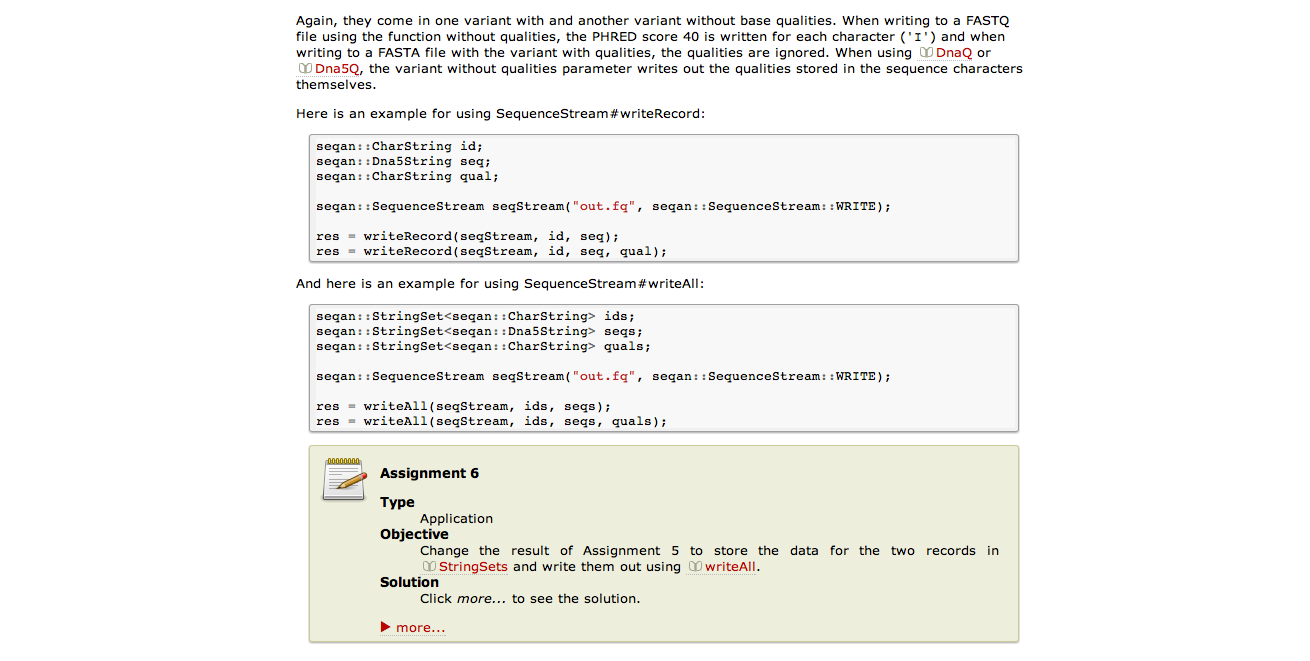 Again, they come in one variant with and another variant without base qualities. When writing to a FASTQ
file using the function without qualities, the PHRED score 40 is written for each character ('I') and when
writing to a FASTA file with the variant with qualities, the qualities are ignored. When using DnaQ or
Dna5Q, the variant without qualities parameter writes out the qualities stored in the sequence characters
themselves.
Here is an example for using SequenceStream#writeRecord:
seqan::CharString id;
seqan::Dna5String seq;
seqan::CharString qual;
seqan::SequenceStream seqStream("out.fq", seqan::SequenceStream::WRITE);
res = writeRecord(seqStream, id, seq);
res = writeRecord(seqStream, id, seq, qual);
And here is an example for using SequenceStream#writeAll:
seqan::StringSet<seqan::CharString> ids;
seqan::StringSet<seqan::Dna5String> seqs;
seqan::StringSet<seqan::CharString> quals;
seqan::SequenceStream seqStream("out.fq", seqan::SequenceStream::WRITE);
res = writeAll(seqStream, ids, seqs);
res = writeAll(seqStream, ids, seqs, quals);
Assignment 6
Type
Application
Objective
Change the result of Assignment 5 to store the data for the two records in
StringSets and write them out using writeAll.
Solution
Click more... to see the solution.
more...